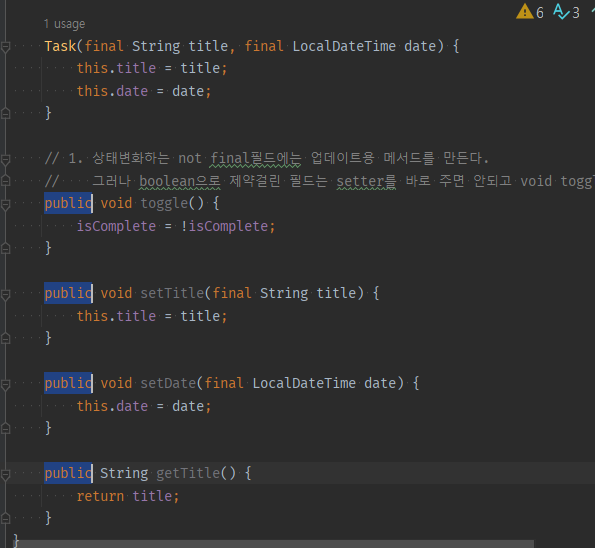 6 3
1 usage
Task(final String title, final LocalDateTime date) {
this.title = title;
this.date = date;
}
// 1. 상태변화하는 not final필드에는 업데이트용 메서드를 만든다.
// 그러나 boolean으로 제약걸린 필드는 setter를 바로 주면 안되고 void toggl
public void toggle() {
isComplete = !isComplete;
}
public void setTitle(final String title) {
this.title = title;
}
public void setDate(final LocalDateTime date) {
this.date = date;
}
public String getTitle() {
return title;
}
}